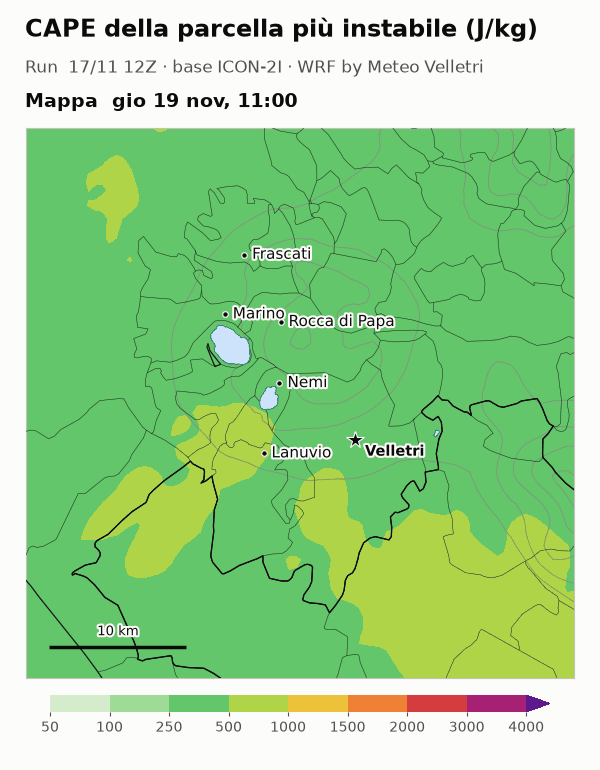 CAPE della parcella più instabile (J/kg)
Run  17/11 12Z · base ICON-2I · WRF by Meteo Velletri
Mappa  gio 19 nov, 11:00
Frascati
Marino
Rocca di Papa
Nemi
Velletri
Lanuvio
10 km
50 100 250 500 1000 1500 2000 3000 4000